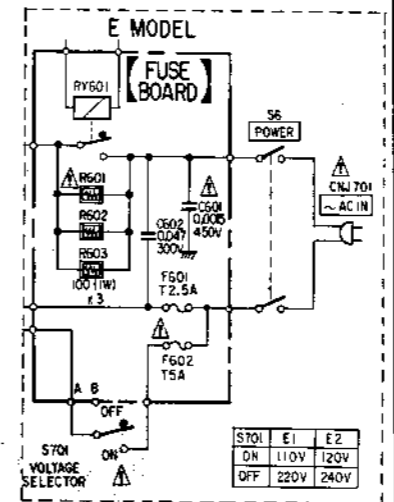 E MODEL
【FUSE
BOARD】
RY601
S6
POWER
CNJ701
~ AC IN
R601
R602
R603
100 (1W)
x3
C601
0.0015
450V
C602
0.047
300V
F601
T2.5A
F602
T5A
A B
OFF
ON
S701
VOLTAGE
SELECTOR
S701 E1 E2
ON 110V 120V
OFF 220V 240V